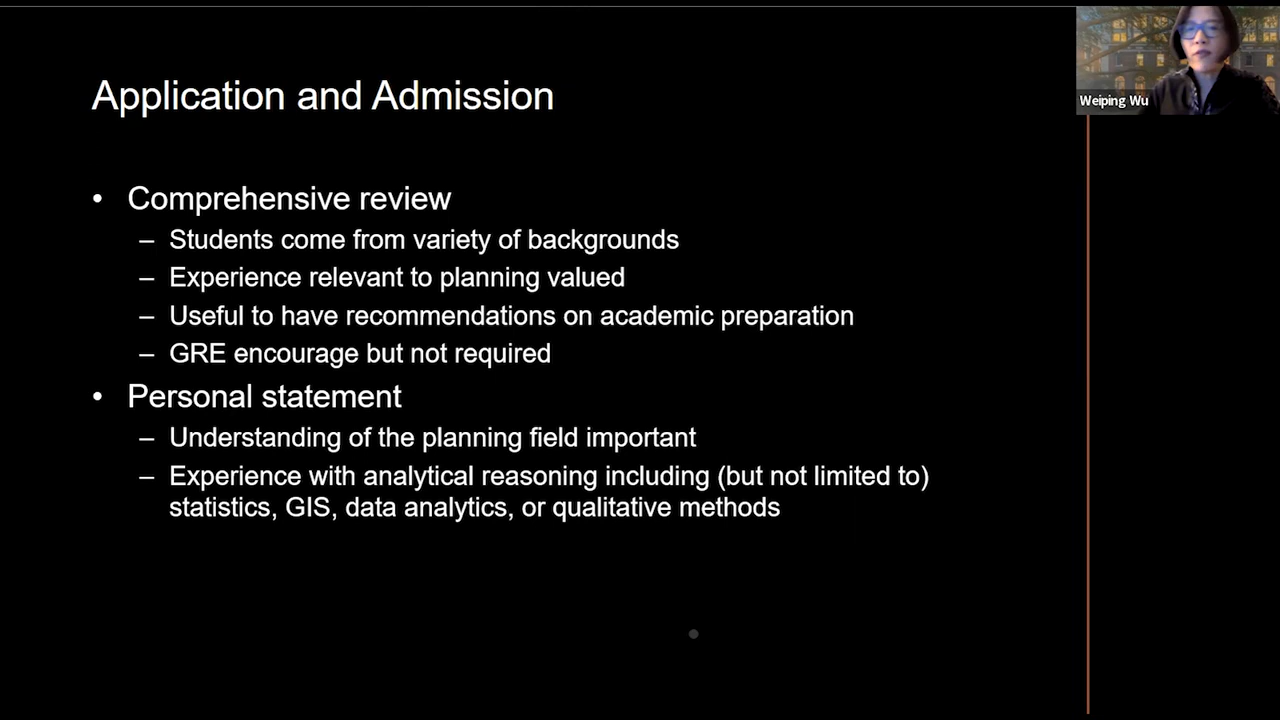 Weiping Wu
Application and Admission
• Comprehensive review
– Students come from variety of backgrounds
– Experience relevant to planning valued
– Useful to have recommendations on academic preparation
– GRE encourage but not required
• Personal statement
– Understanding of the planning field important
– Experience with analytical reasoning including (but not limited to)
statistics, GIS, data analytics, or qualitative methods